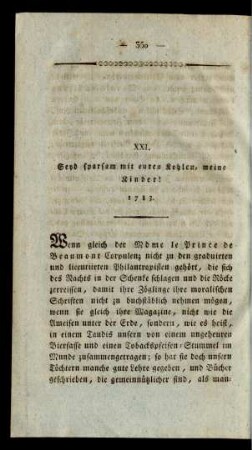 — 350 —
XXI.
Seyd sparsam mit euren Kohlen, meine
Kinder!
1783.
Wenn gleich der Mdme le Prince de
Beaumont Corpulenz nicht zu den graduirten
und licentiirten Philantropisten gehört, die sich
des Nachts in der Schenke schlagen und die Röcke
zerreissen, damit ihre Zöglinge ihre moralischen
Schriften nicht zu buchstäblich nehmen mögen,
wenn sie gleich ihre Magazine, nicht wie die
Ameisen unter der Erde, sondern, wie es heist,
in einem Taudis unfern von einem ungeheuren
Bierfasse und einen Tobackspfeifen-Stummel im
Munde zusammengetragen; so hat sie doch unsern
Töchtern manche gute Lehre gegeben, und Bücher
geschrieben, die gemeinnütziger sind, als man-